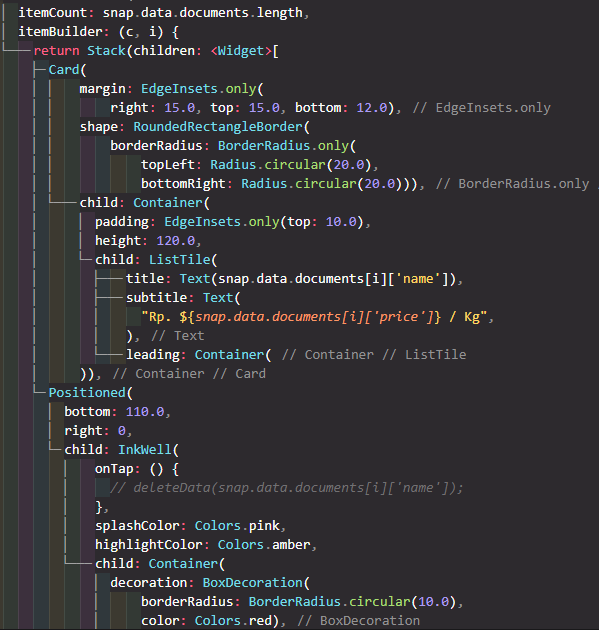 itemCount: snap.data.documents.length,
itemBuilder: (c, i) {
return Stack(children: <Widget>[
Card(
margin: EdgeInsets.only(
right: 15.0, top: 15.0, bottom: 12.0), // EdgeInsets.only
shape: RoundedRectangleBorder(
borderRadius: BorderRadius.only(
topLeft: Radius.circular(20.0),
bottomRight: Radius.circular(20.0))), // BorderRadius.only
child: Container(
padding: EdgeInsets.only(top: 10.0),
height: 120.0,
child: ListTile(
title: Text(snap.data.documents[i]['name']),
subtitle: Text(
"Rp. ${snap.data.documents[i]['price']} / Kg",
), // Text
leading: Container( // Container // ListTile
)), // Container // Card
Positioned(
bottom: 110.0,
right: 0,
child: InkWell(
onTap: () {
// deleteData(snap.data.documents[i]['name']);
},
splashColor: Colors.pink,
highlightColor: Colors.amber,
child: Container(
decoration: BoxDecoration(
borderRadius: BorderRadius.circular(10.0),
color: Colors.red), // BoxDecoration